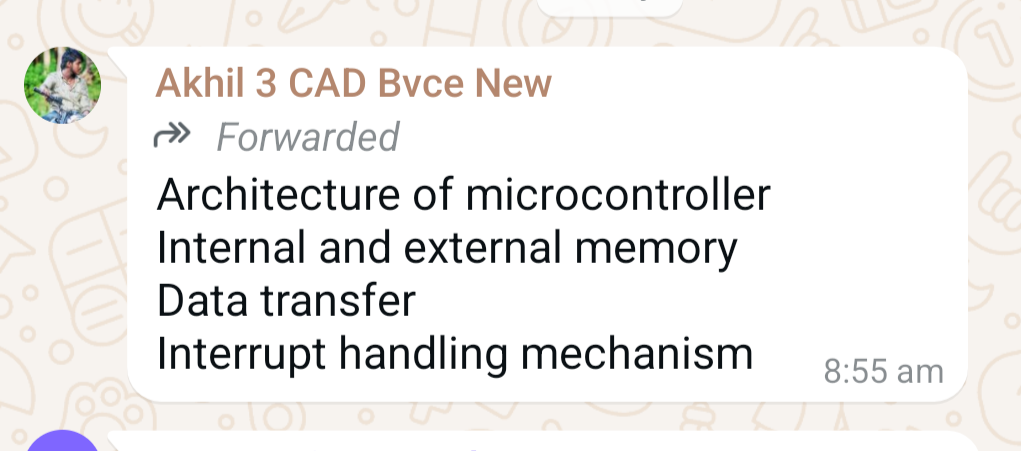 Akhil 3 CAD Bvce New
Forwarded
Architecture of microcontroller
Internal and external memory
Data transfer
Interrupt handling mechanism
8:55 am